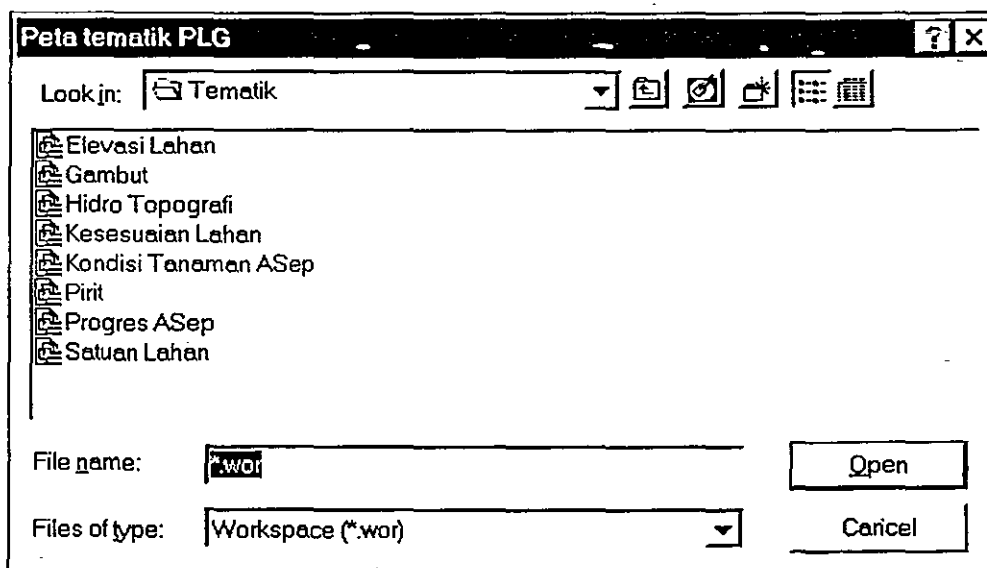 Peta tematik PLG
Look in: Tematik
Elevasi Lahan
Gambut
Hidro Topografi
Kesesuaian Lahan
Kondisi Tanaman ASep
Pirit
Progres ASep
Satuan Lahan
File name: *.wor Open
Files of type: Workspace (*.wor) Cancel